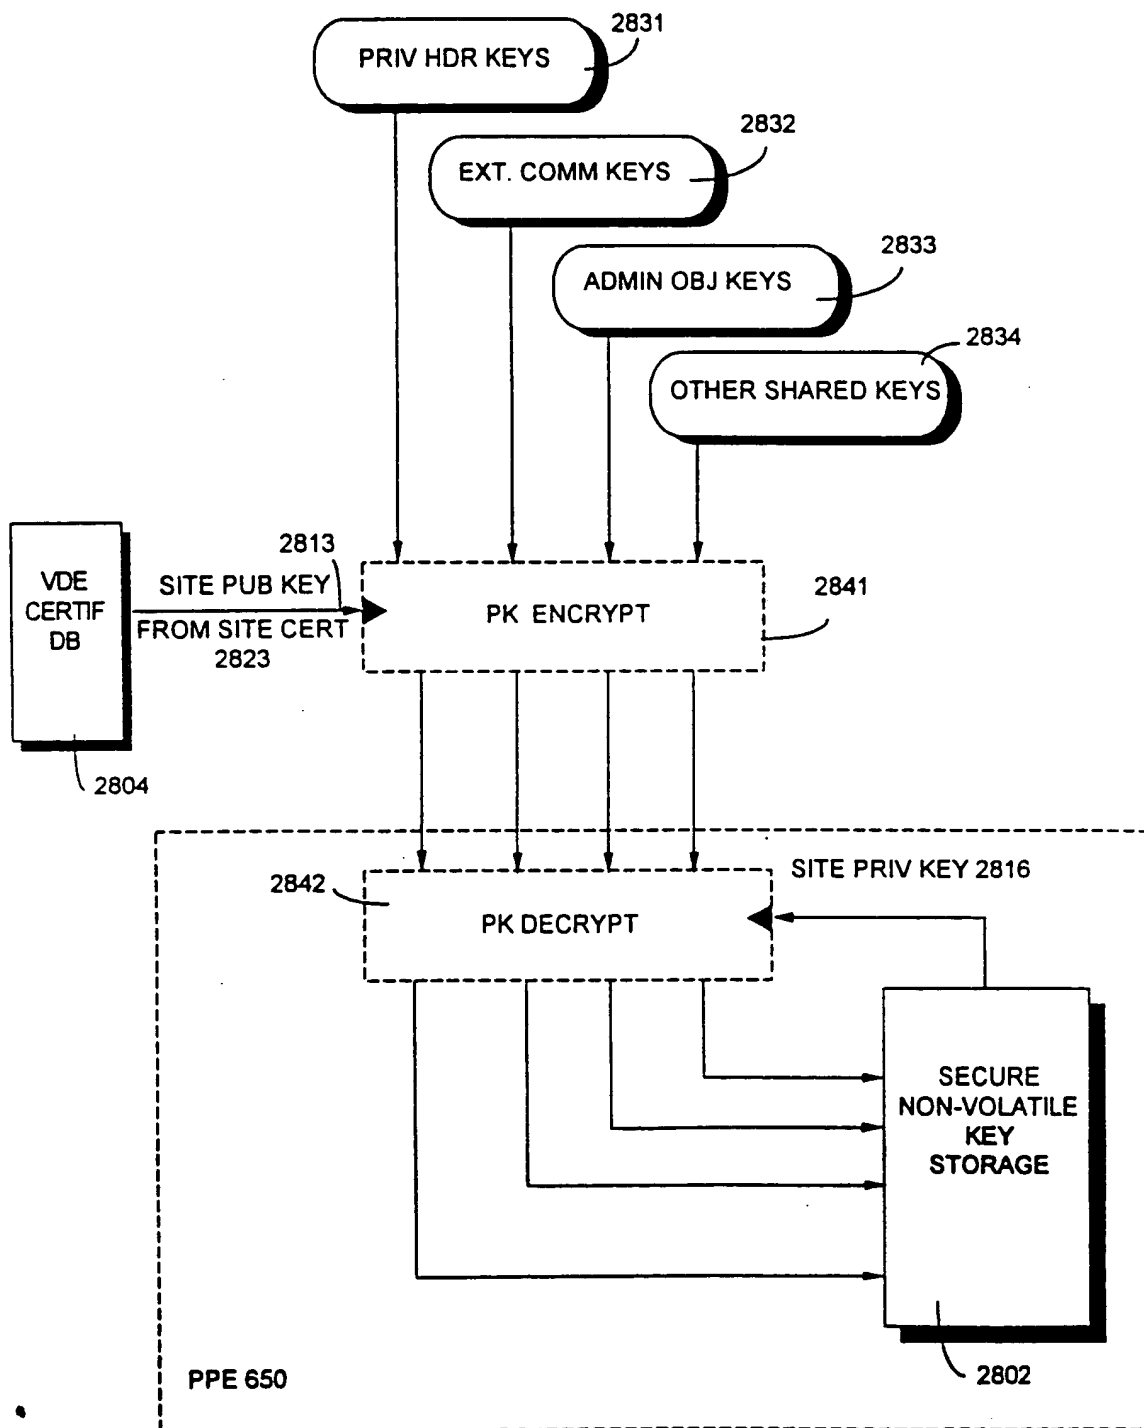 2831
PRIV HDR KEYS
2832
EXT. COMM KEYS
2833
ADMIN OBJ KEYS
2834
OTHER SHARED KEYS
2813
VDE
CERTIF
DB
SITE PUB KEY
FROM SITE CERT
2823
PK ENCRYPT
2841
2804
2842
PK DECRYPT
SITE PRIV KEY 2816
SECURE
NON-VOLATILE
KEY
STORAGE
2802
PPE 650